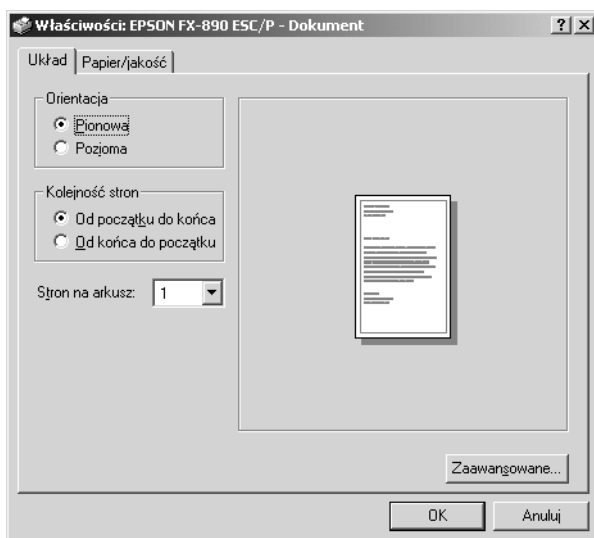 Właściwości: EPSON FX-890 ESC/P - Dokument
Układ
Papier/jakość
Orientacja
Pionowa
Pozioma
Kolejność stron
Od początku do końca
Od końca do początku
Stron na arkusz: 1
Zaawansowane...
OK
Anuluj